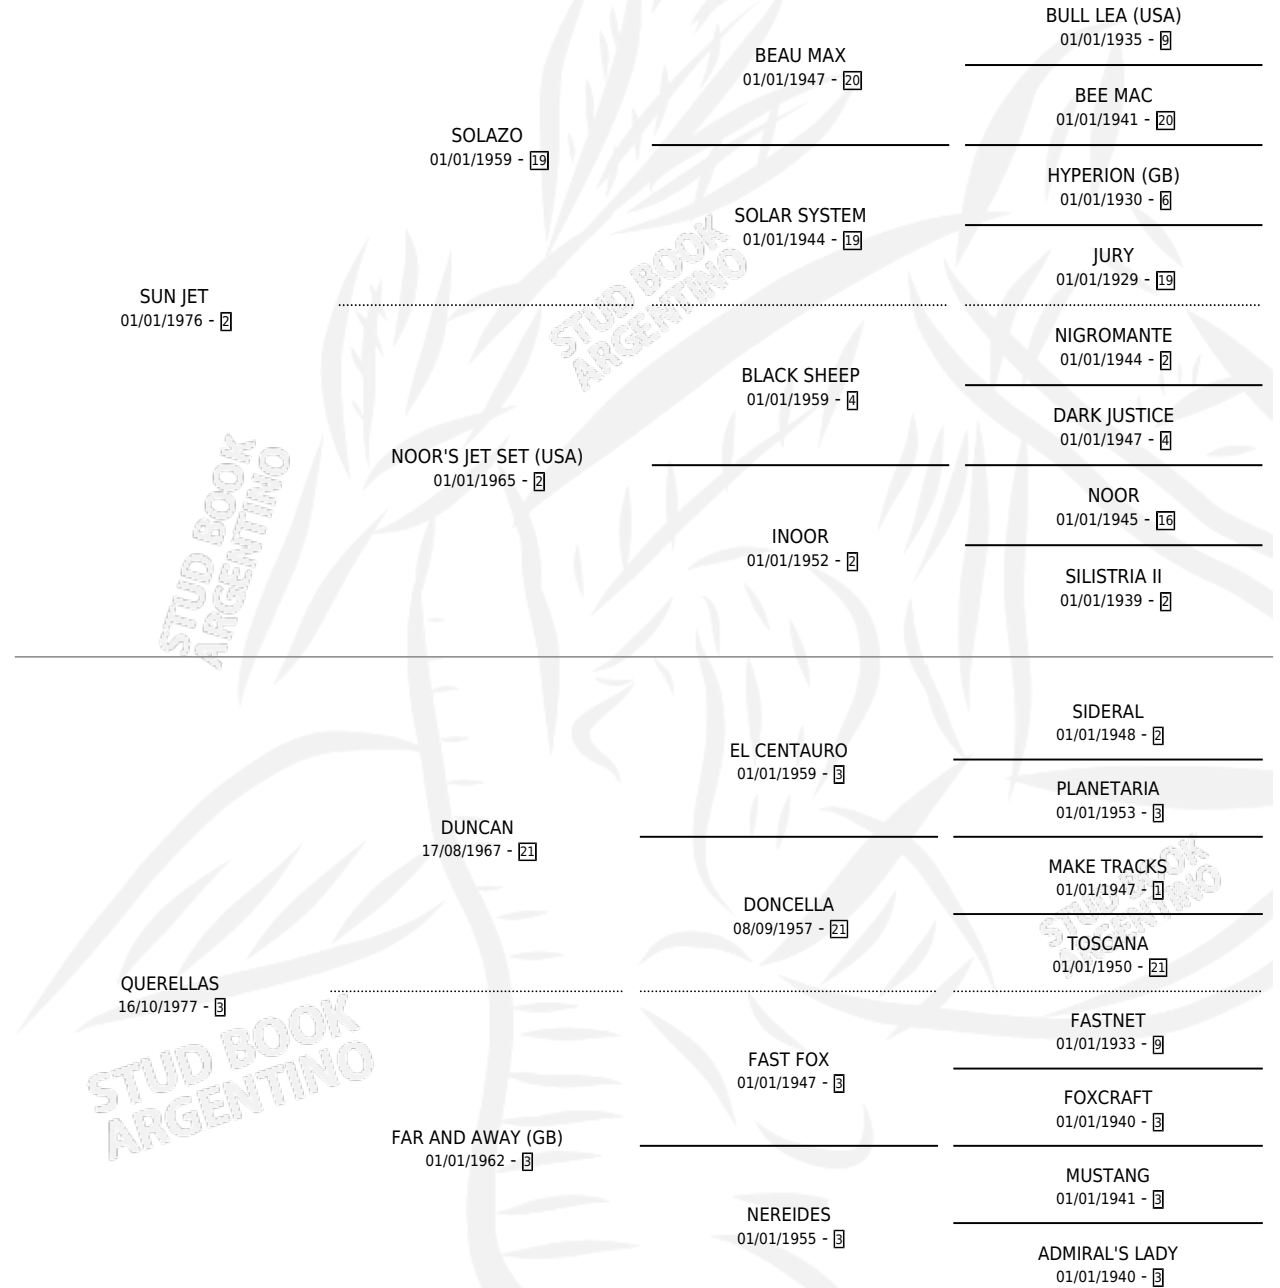 BULL LEA (USA)
01/01/1935 - 9
BEAU MAX
01/01/1947 - 20
BEE MAC
01/01/1941 - 20
SOLAZO
01/01/1959 - 19
HYPERION (GB)
01/01/1930 - 6
SOLAR SYSTEM
01/01/1944 - 19
JURY
01/01/1929 - 19
SUN JET
01/01/1976 - 2
NIGROMANTE
01/01/1944 - 2
BLACK SHEEP
01/01/1959 - 4
DARK JUSTICE
01/01/1947 - 4
NOOR'S JET SET (USA)
01/01/1965 - 2
NOOR
01/01/1945 - 16
INOOR
01/01/1952 - 2
SILISTRIA II
01/01/1939 - 2
STUD BOOK
ARGENTINO
STUD BOOK
ARGENTINO
SIDERAL
01/01/1948 - 2
EL CENTAURO
01/01/1959 - 3
PLANETARIA
01/01/1953 - 3
DUNCAN
17/08/1967 - 21
MAKE TRACKS
01/01/1947 - 1
DONCELLA
08/09/1957 - 21
TOSCANA
01/01/1950 - 21
QUERELLAS
16/10/1977 - 3
FASTNET
01/01/1933 - 9
FAST FOX
01/01/1947 - 3
FOXCRAFT
01/01/1940 - 3
FAR AND AWAY (GB)
01/01/1962 - 3
MUSTANG
01/01/1941 - 3
NEREIDES
01/01/1955 - 3
ADMIRAL'S LADY
01/01/1940 - 3
STUD BOOK
ARGENTINO
STUD BOOK
ARGENTINO